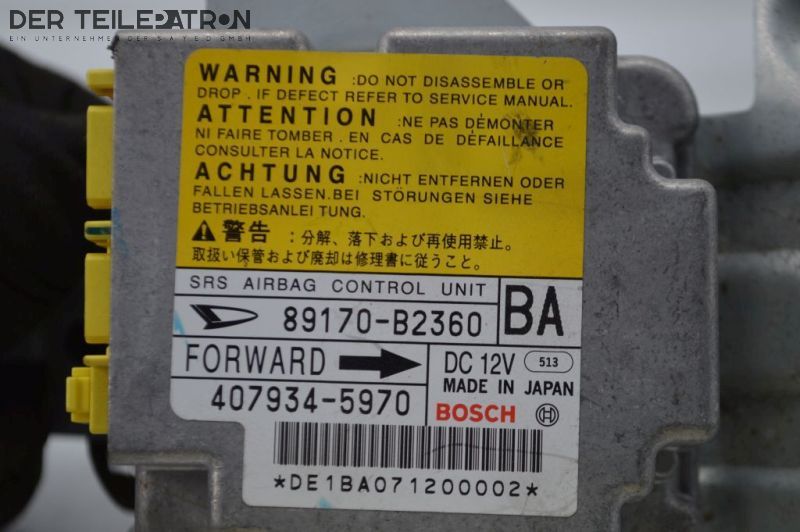 DER TEILEPATRON
EIN UNTERNEHMEN DER SAYED GMBH
WARNING :DO NOT DISASSEMBLE OR
DROP . IF DEFECT REFER TO SERVICE MANUAL.
ATTENTION :NE PAS DÉMONTER
NI FAIRE TOMBER . EN CAS DE DÉFAILLANCE
CONSULTER LA NOTICE.
ACHTUNG :NICHT ENTFERNEN ODER
FALLEN LASSEN.BEI STÖRUNGEN SIEHE
BETRIEBSANLEI TUNG.
警告 : 分解、落下および再使用禁止。
取扱い保管および廃却は修理書に従うこと。
SRS AIRBAG CONTROL UNIT
89170-B2360 BA
FORWARD DC 12V 513
MADE IN JAPAN
407934-5970 BOSCH
*DE1BA071200002*